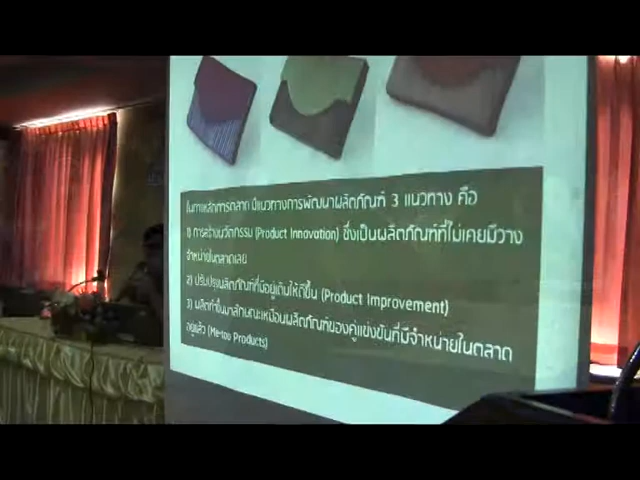 ในทางหลักการตลาด มีแนวทางการพัฒนาผลิตภัณฑ์ 3 แนวทาง คือ
1) การสร้างนวัตกรรม (Product Innovation) ซึ่งเป็นผลิตภัณฑ์ที่ไม่เคยมีวาง
จำหน่ายในตลาดเลย
2) ปรับปรุงผลิตภัณฑ์ที่มีอยู่เดิมให้ดีขึ้น (Product Improvement)
3) ผลิตภัณฑ์ขึ้นมาลักษณะเหมือนผลิตภัณฑ์ของคู่แข่งขันที่มีจำหน่ายในตลาด
อยู่แล้ว (Me-too Products)